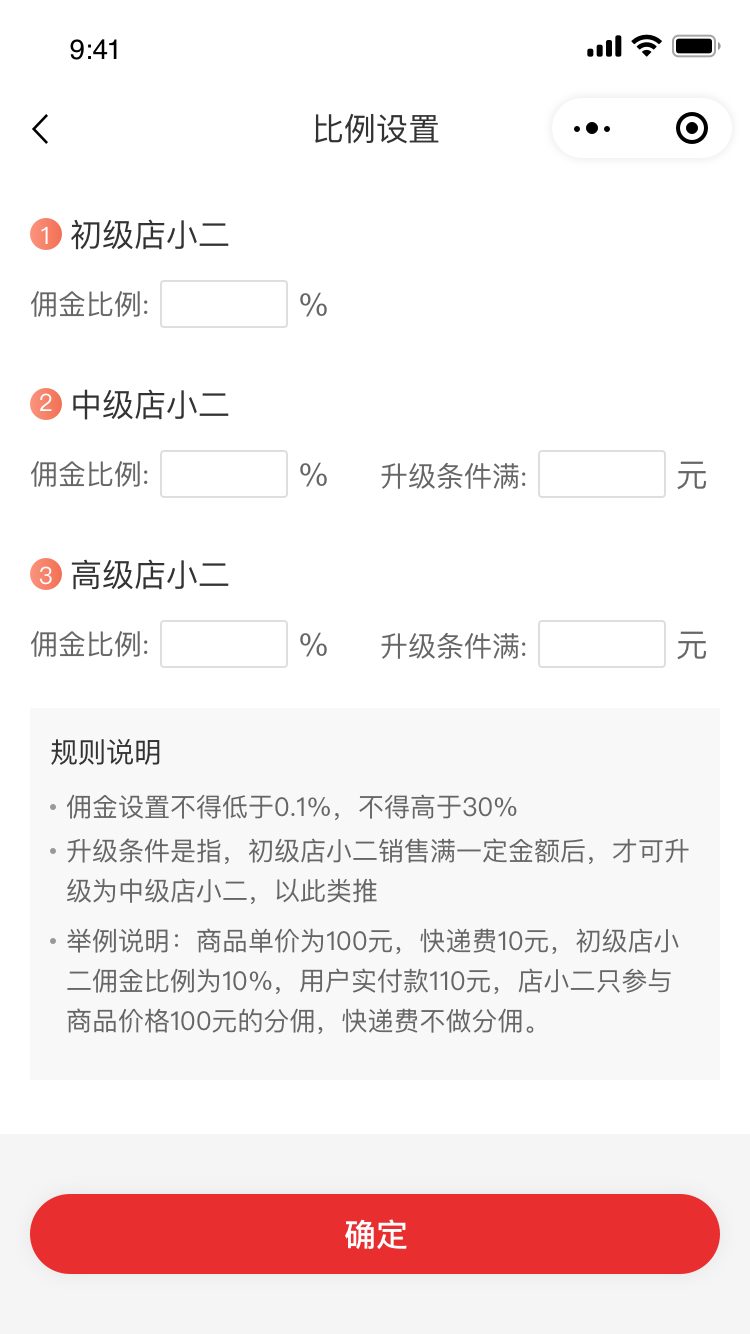 9:41
比例设置
1 初级店小二
佣金比例: %
2 中级店小二
佣金比例: % 升级条件满: 元
3 高级店小二
佣金比例: % 升级条件满: 元
规则说明
• 佣金设置不得低于0.1%，不得高于30%
• 升级条件是指，初级店小二销售满一定金额后，才可升
级为中级店小二，以此类推
• 举例说明：商品单价为100元，快递费10元，初级店小
二佣金比例为10%，用户实付款110元，店小二只参与
商品价格100元的分佣，快递费不做分佣。
确定